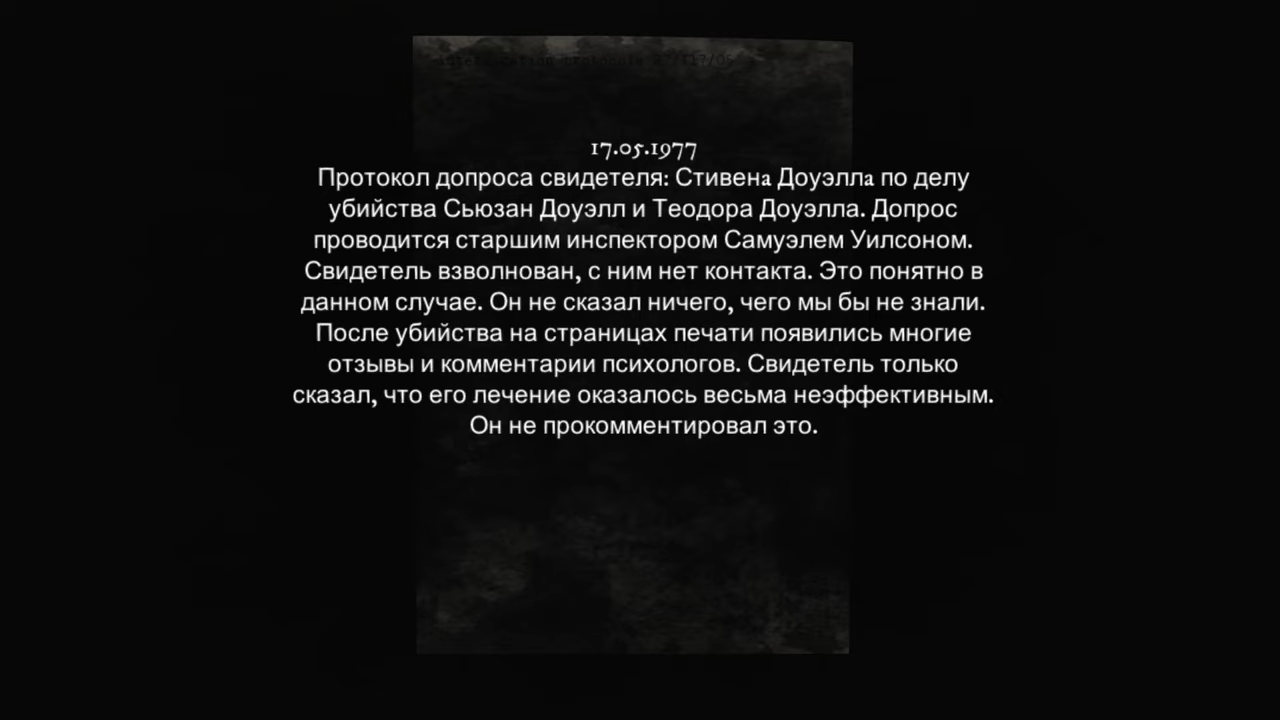 17.05.1977
Протокол допроса свидетеля: Стивена Доуэлла по делу
убийства Сьюзан Доуэлл и Теодора Доуэлла. Допрос
проводится старшим инспектором Самуэлем Уилсоном.
Свидетель взволнован, с ним нет контакта. Это понятно в
данном случае. Он не сказал ничего, чего мы бы не знали.
После убийства на страницах печати появились многие
отзывы и комментарии психологов. Свидетель только
сказал, что его лечение оказалось весьма неэффективным.
Он не прокомментировал это.